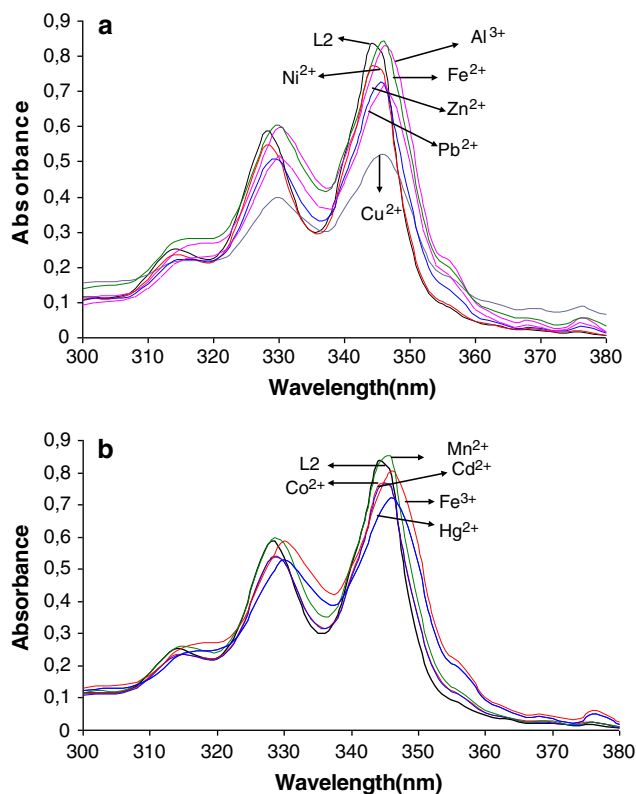 a
L2
Al3+
Ni2+
Fe2+
Zn2+
Pb2+
Cu2+
Absorbance
0,9
0,8
0,7
0,6
0,5
0,4
0,3
0,2
0,1
0
300 310 320 330 340 350 360 370 380
Wavelength(nm)
b
Mn2+
L2
Cd2+
Co2+
Fe3+
Hg2+
Absorbance
0,9
0,8
0,7
0,6
0,5
0,4
0,3
0,2
0,1
0
300 310 320 330 340 350 360 370 380
Wavelength(nm)